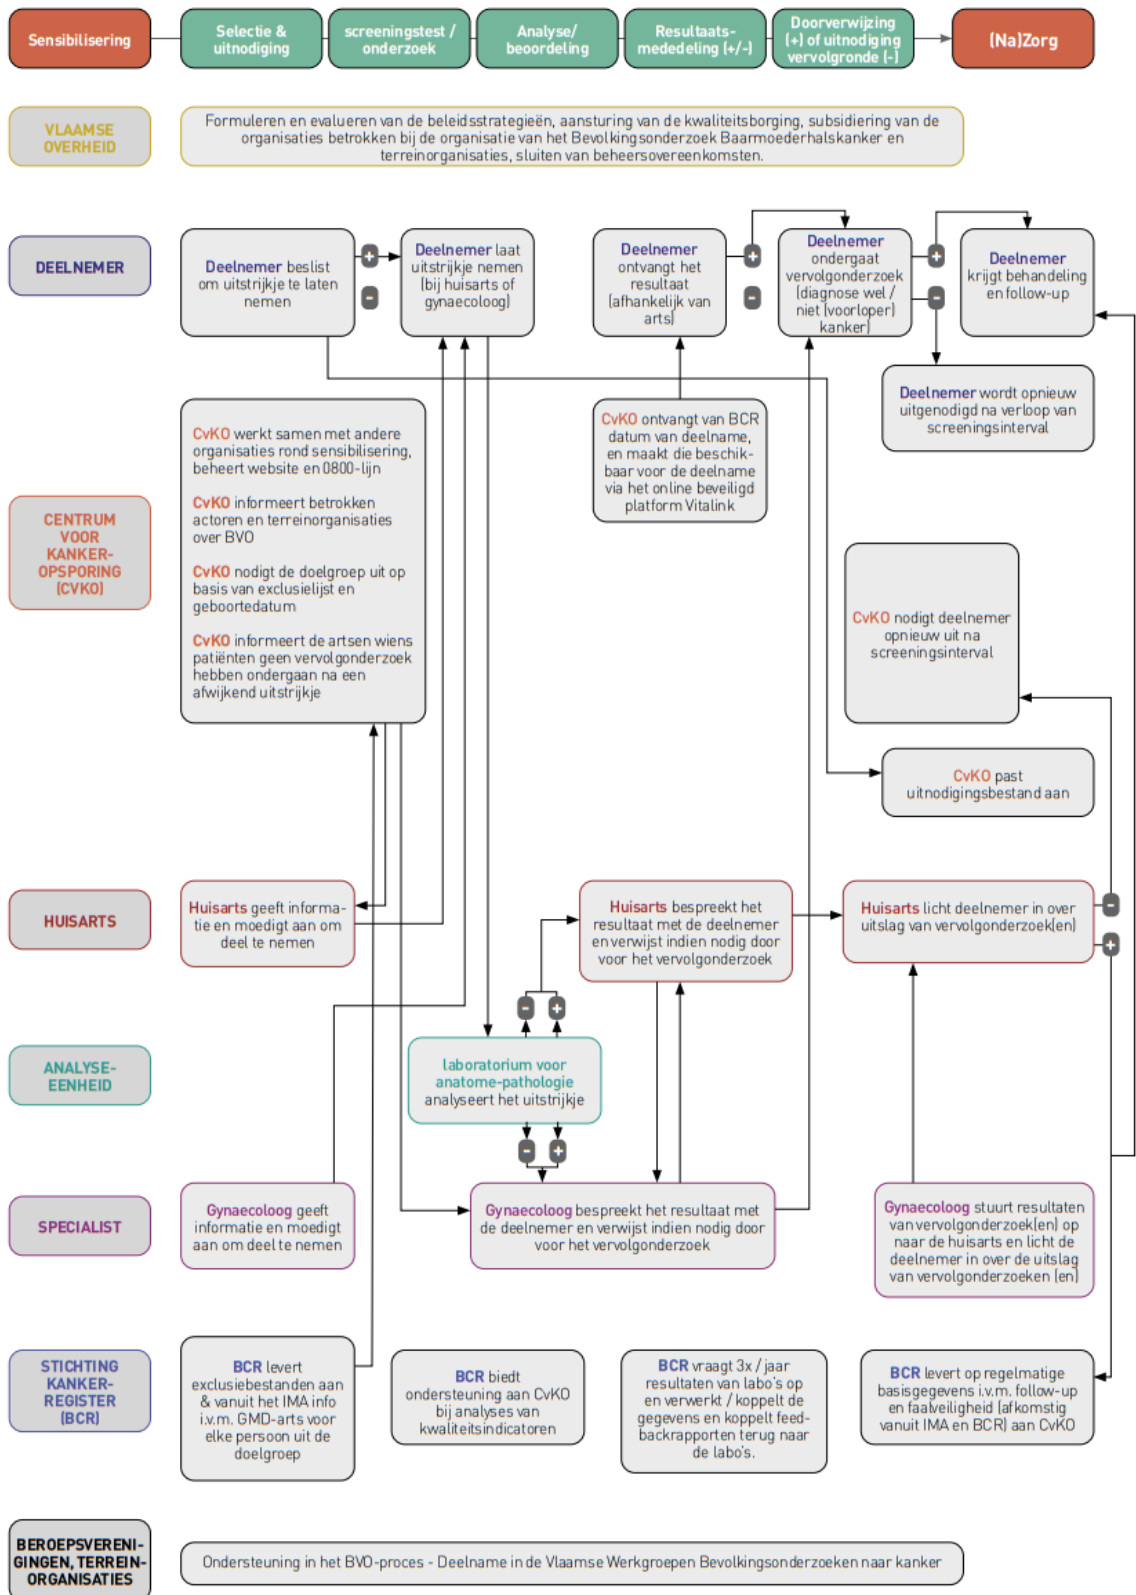 Sensibilisering
Selectie &
uitnodiging
screeningstest /
onderzoek
Analyse/
beoordeling
Resultaats-
mededeling (+/-)
Doorverwijzing
(+) of uitnodiging
vervolgronde (-)
(Na)Zorg
VLAAMSE
OVERHEID
Formuleren en evalueren van de beleidsstrategieën, aansturing van de kwaliteitsborging, subsidiering van de
organisaties betrokken bij de organisatie van het Bevolkingsonderzoek Baarmoederhalskanker en
terreinorganisaties, sluiten van beheersovereenkomsten.
DEELNEMER
Deelnemer beslist
om uitstrijkje te laten
nemen
+
-
Deelnemer laat
uitstrijkje nemen
(bij huisarts of
gynaecoloog)
Deelnemer
ontvangt het
resultaat
(afhankelijk van
arts)
+
-
Deelnemer
ondergaat
vervolgonderzoek
(diagnose wel /
niet (voorloper)
kanker)
+
-
Deelnemer
krijgt behandeling
en follow-up
Deelnemer wordt opnieuw
uitgenodigd na verloop van
screeningsinterval
CENTRUM
VOOR
KANKER-
OPSPORING
(CVKO)
CvKO werkt samen met andere
organisaties rond sensibilisering,
beheert website en 0800-lijn
CvKO informeert betrokken
actoren en terreinorganisaties
over BVO
CvKO nodigt de doelgroep uit op
basis van exclusielijst en
geboortedatum
CvKO informeert de artsen wiens
patiënten geen vervolgonderzoek
hebben ondergaan na een
afwijkend uitstrijkje
CvKO ontvangt van BCR
datum van deelname,
en maakt die beschik-
baar voor de deelname
via het online beveiligd
platform Vitalink
CvKO nodigt deelnemer
opnieuw uit na
screeningsinterval
CvKO past
uitnodigingsbestand aan
HUISARTS
Huisarts geeft informa-
tie en moedigt aan om
deel te nemen
Huisarts bespreekt het
resultaat met de deelnemer
en verwijst indien nodig door
voor het vervolgonderzoek
Huisarts licht deelnemer in over
uitslag van vervolgonderzoek(en)
-
+
- +
ANALYSE-
EENHEID
laboratorium voor
anatome-pathologie
analyseert het uitstrijkje
- +
SPECIALIST
Gynaecoloog geeft
informatie en moedigt
aan om deel te nemen
Gynaecoloog bespreekt het resultaat met
de deelnemer en verwijst indien nodig door
voor het vervolgonderzoek
Gynaecoloog stuurt resultaten
van vervolgonderzoek(en) op
naar de huisarts en licht de
deelnemer in over de uitslag
van vervolgonderzoeken (en)
STICHTING
KANKER-
REGISTER
(BCR)
BCR levert
exclusiebestanden aan
& vanuit het IMA info
i.v.m. GMD-arts voor
elke persoon uit de
doelgroep
BCR biedt
ondersteuning aan CvKO
bij analyses van
kwaliteitsindicatoren
BCR vraagt 3x / jaar
resultaten van labo's op
en verwerkt / koppelt de
gegevens en koppelt feed-
backrapporten terug naar
de labo's.
BCR levert op regelmatige
basisgegevens i.v.m. follow-up
en faalveiligheid (afkomstig
vanuit IMA en BCR) aan CvKO
BEROEPSVERENI-
GINGEN, TERREIN-
ORGANISATIES
Ondersteuning in het BVO-proces - Deelname in de Vlaamse Werkgroepen Bevolkingsonderzoeken naar kanker